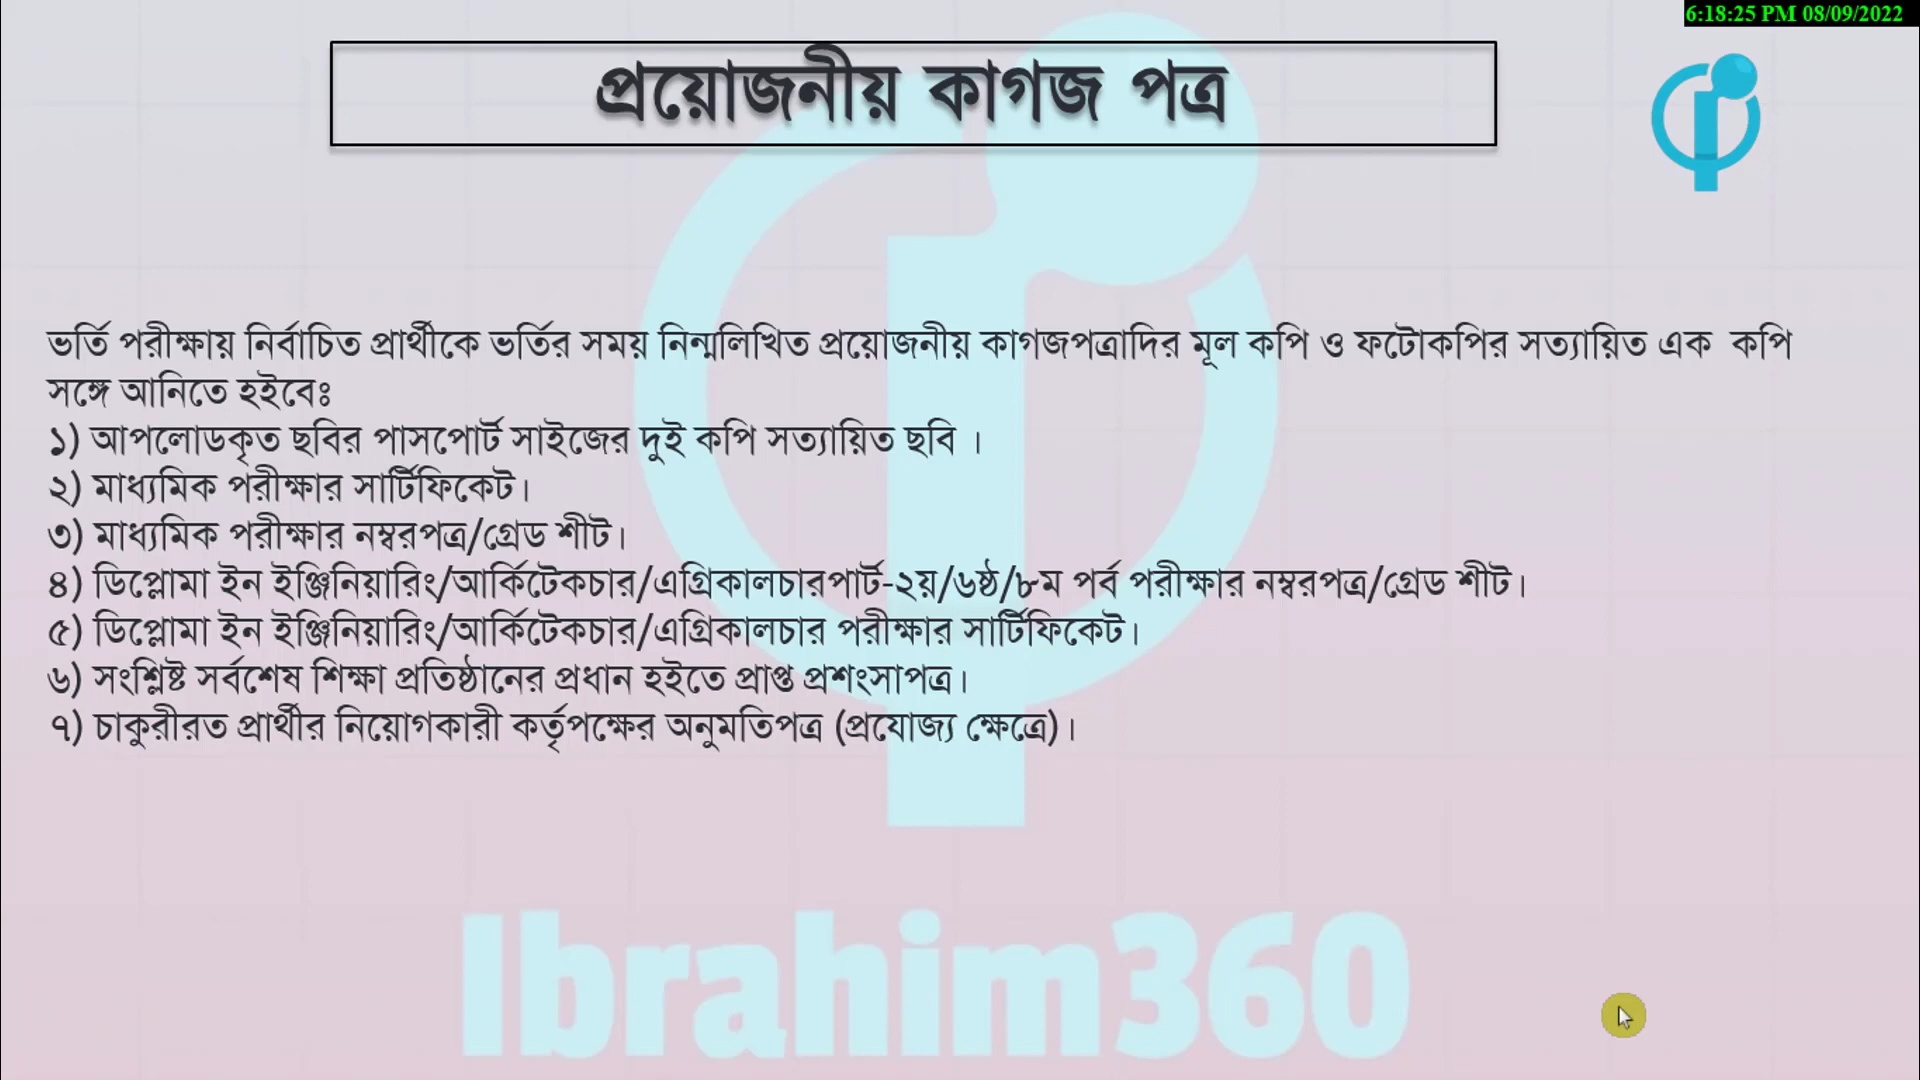 6:18:25 PM 08/09/2022
প্রয়োজনীয় কাগজ পত্র
ভর্তি পরীক্ষায় নির্বাচিত প্রার্থীকে ভর্তির সময় নিন্মলিখিত প্রয়োজনীয় কাগজপত্রাদির মূল কপি ও ফটোকপির সত্যায়িত এক কপি
সঙ্গে আনিতে হইবেঃ
১) আপলোডকৃত ছবির পাসপোর্ট সাইজের দুই কপি সত্যায়িত ছবি ।
২) মাধ্যমিক পরীক্ষার সার্টিফিকেট।
৩) মাধ্যমিক পরীক্ষার নম্বরপত্র/গ্রেড শীট।
৪) ডিপ্লোমা ইন ইঞ্জিনিয়ারিং/আর্কিটেকচার/এগ্রিকালচারপার্ট-২য়/৬ষ্ঠ/৮ম পর্ব পরীক্ষার নম্বরপত্র/গ্রেড শীট।
৫) ডিপ্লোমা ইন ইঞ্জিনিয়ারিং/আর্কিটেকচার/এগ্রিকালচার পরীক্ষার সার্টিফিকেট।
৬) সংশ্লিষ্ট সর্বশেষ শিক্ষা প্রতিষ্ঠানের প্রধান হইতে প্রাপ্ত প্রশংসাপত্র।
৭) চাকুরীরত প্রার্থীর নিয়োগকারী কর্তৃপক্ষের অনুমতিপত্র (প্রযোজ্য ক্ষেত্রে)।
Ibrahim360